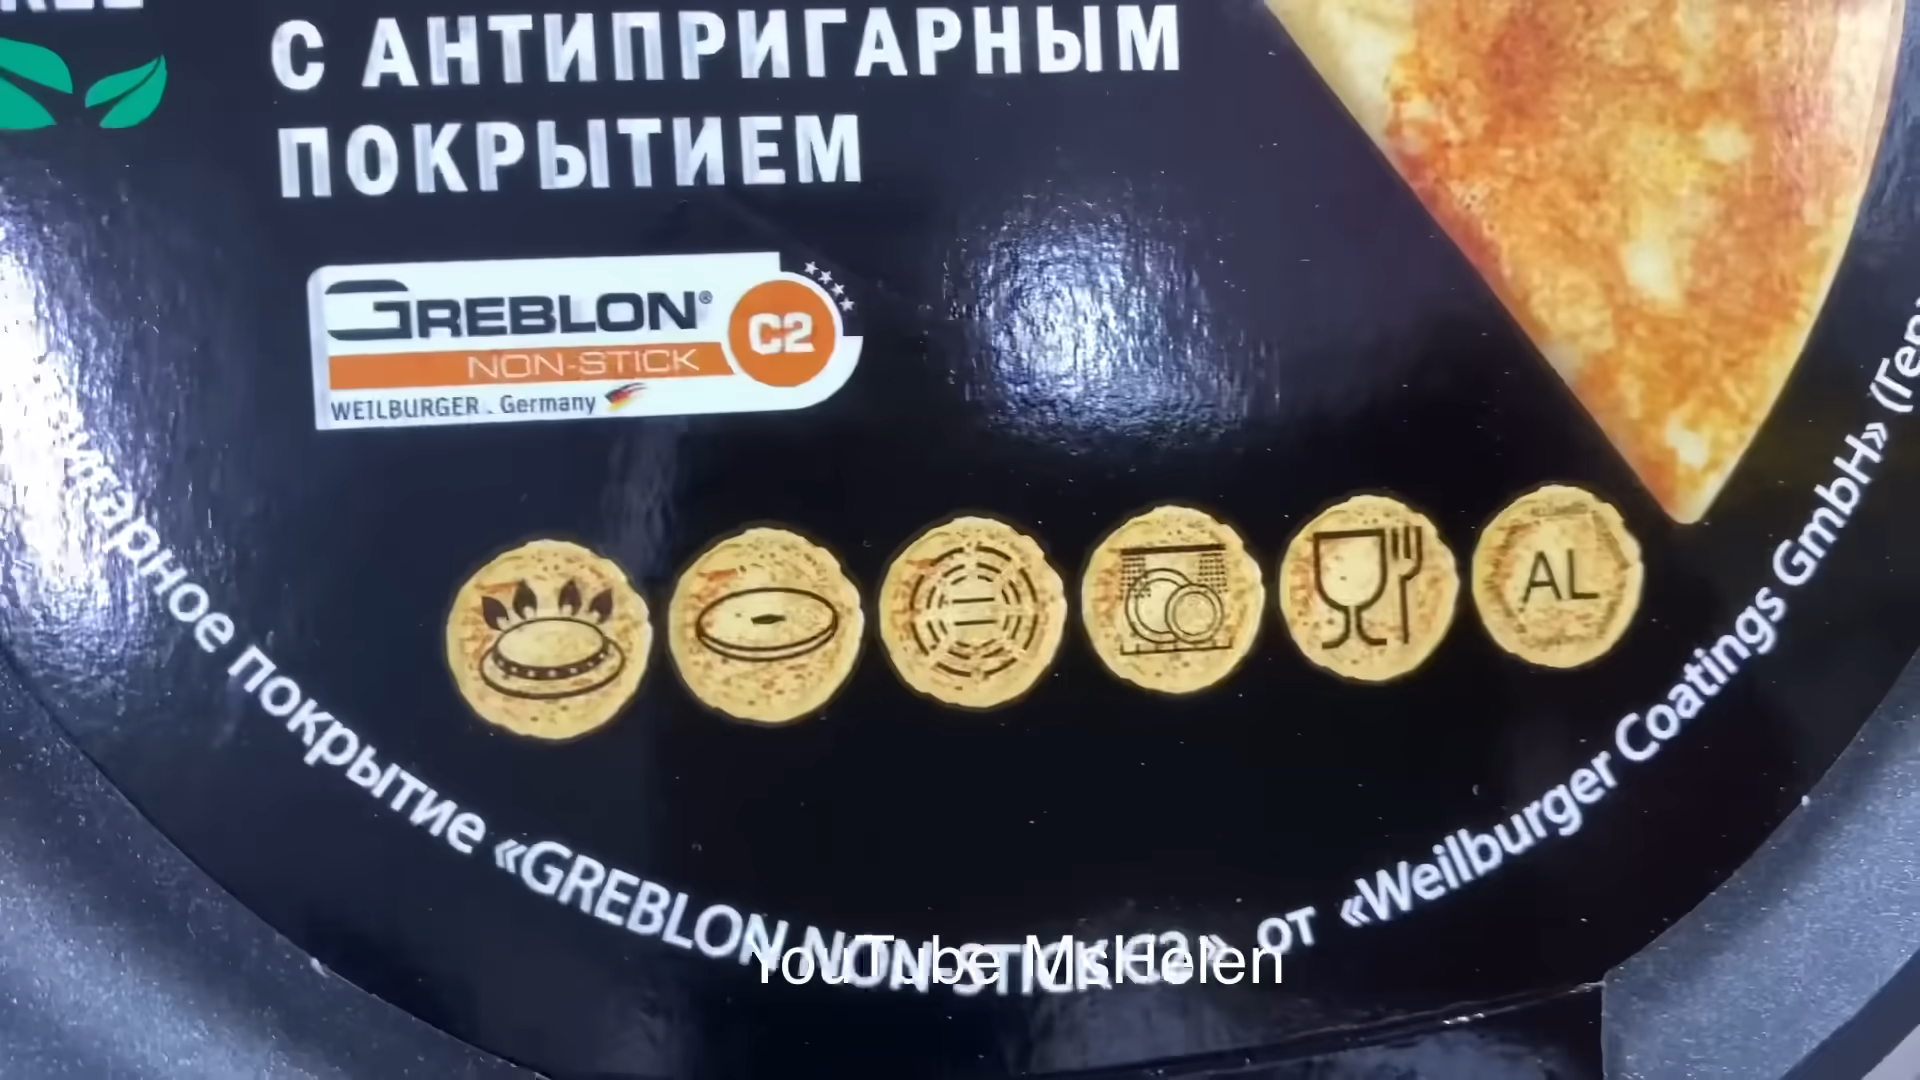 С АНТИПРИГАРНЫМ
ПОКРЫТИЕМ
GREBLON®
C2
NON-STICK
WEILBURGER . Germany
AL
покрытие «GREBLON NON-STICK C2» от «Weilburger Coatings GmbH»
YouTube MsHelen